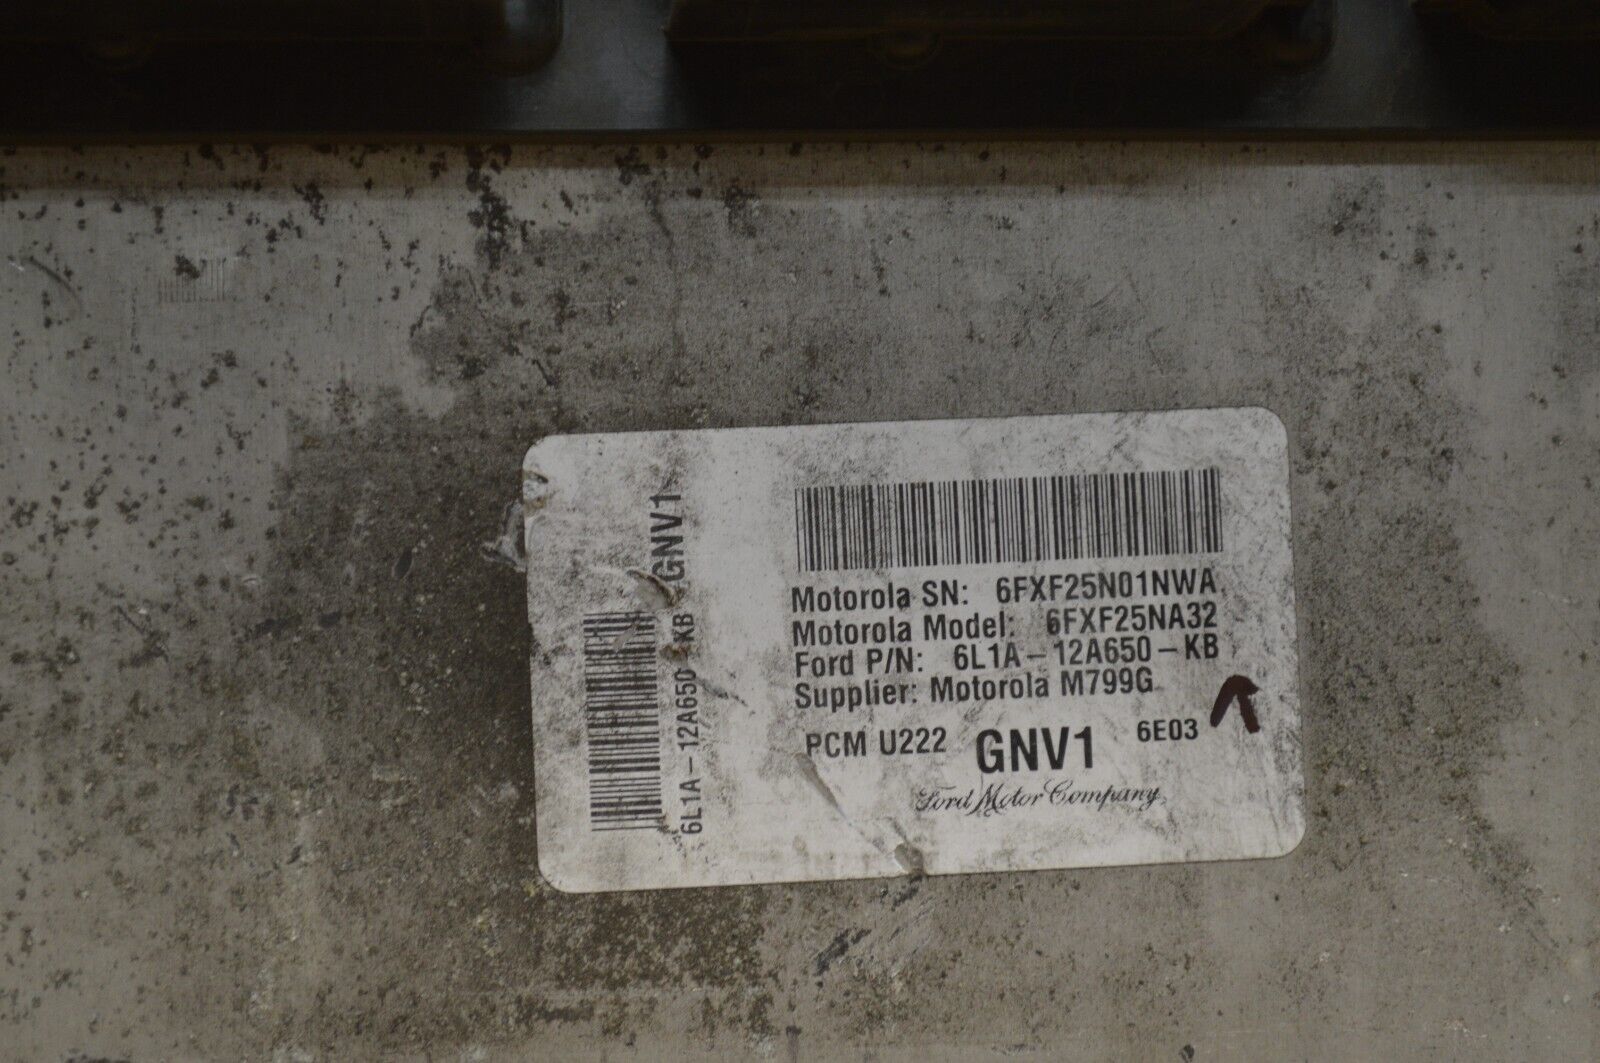 GNV1
6L1A-12A650-KB
Motorola SN: 6FXF25N01NWA
Motorola Model: 6FXF25NA32
Ford P/N: 6L1A-12A650-KB
Supplier: Motorola M799G
PCM U222 GNV1 6E03
Ford Motor Company